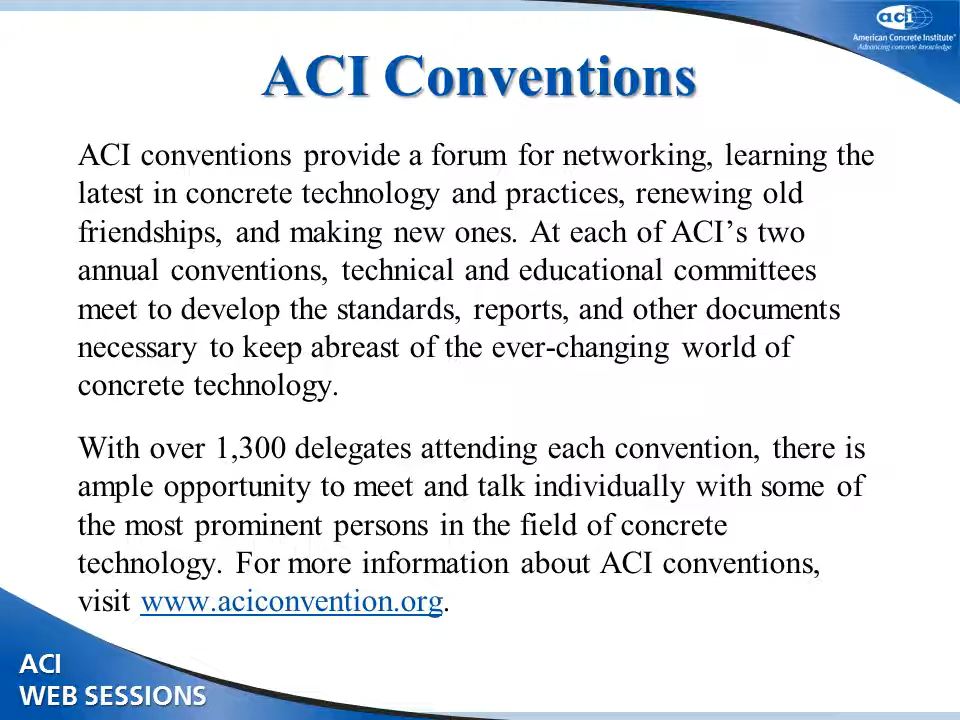 aci
American Concrete Institute®
Advancing concrete knowledge
ACI Conventions
ACI conventions provide a forum for networking, learning the
latest in concrete technology and practices, renewing old
friendships, and making new ones. At each of ACI’s two
annual conventions, technical and educational committees
meet to develop the standards, reports, and other documents
necessary to keep abreast of the ever-changing world of
concrete technology.
With over 1,300 delegates attending each convention, there is
ample opportunity to meet and talk individually with some of
the most prominent persons in the field of concrete
technology. For more information about ACI conventions,
visit www.aciconvention.org.
ACI
WEB SESSIONS